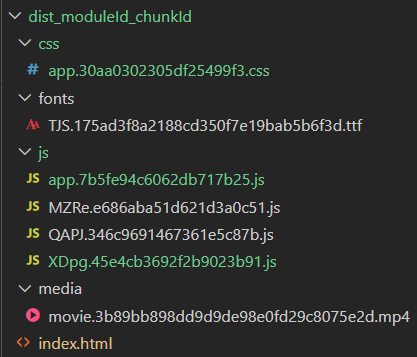 dist_moduleId_chunkId
css
# app.30aa0302305df25499f3.css
fonts
TJS.175ad3f8a2188cd350f7e19bab5b6f3d.ttf
js
JS app.7b5fe94c6062db717b25.js
JS MZRe.e686aba51d621d3a0c51.js
JS QAPJ.346c9691467361e5c87b.js
JS XDpg.45e4cb3692f2b9023b91.js
media
movie.3b89bb898dd9d9de98e0fd29c8075e2d.mp4
<> index.html